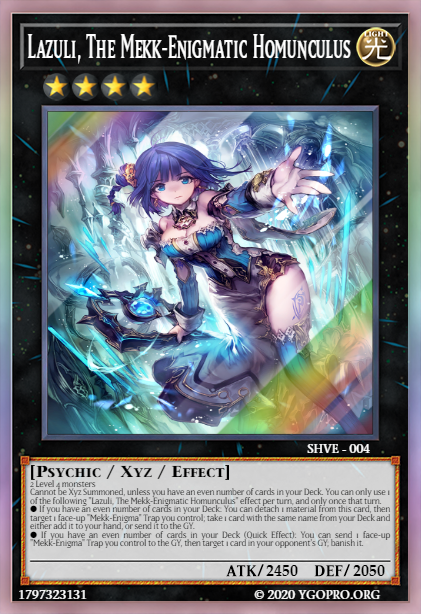 Lazuli, The Mekk-Enigmatic Homunculus
LIGHT
光
SHVE - 004
[Psychic / Xyz / Effect]
2 Level 4 monsters
Cannot be Xyz Summoned, unless you have an even number of cards in your Deck. You can only use 1
of the following "Lazuli, The Mekk-Enigmatic Homunculus" effect per turn, and only once that turn.
● If you have an even number of cards in your Deck: You can detach 1 material from this card, then
target 1 face-up "Mekk-Enigma" Trap you control; take 1 card with the same name from your Deck and
either add it to your hand, or send it to the GY.
● If you have an even number of cards in your Deck (Quick Effect): You can send 1 face-up
"Mekk-Enigma" Trap you control to the GY, then target 1 card in your opponent's GY, banish it.
ATK/2450 DEF/2050
1797323131
© 2020 YGOPRO.ORG